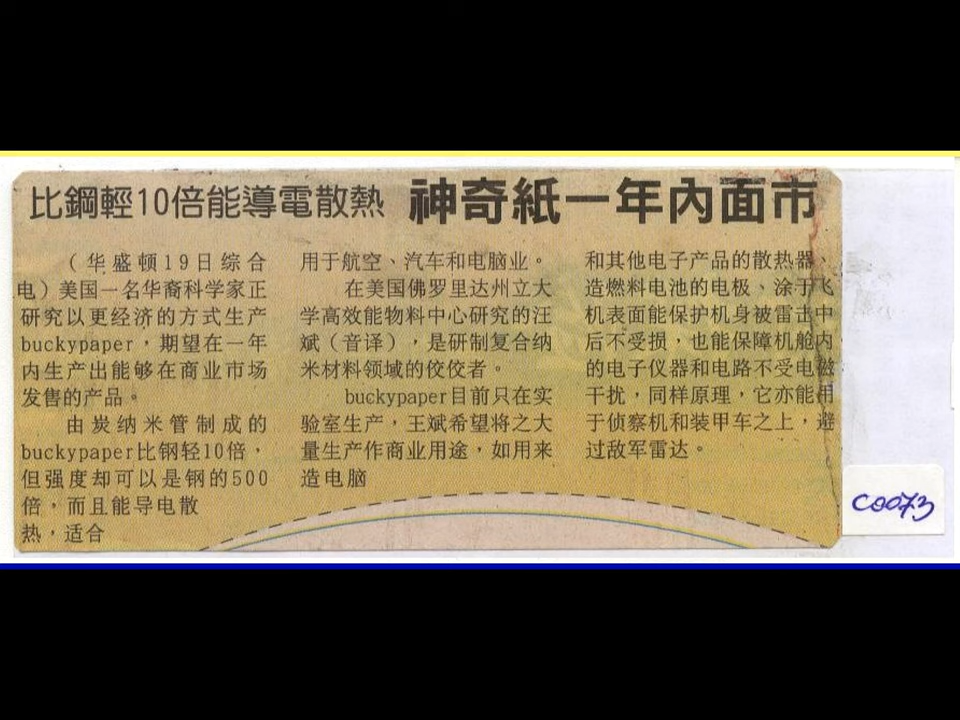 比鋼輕10倍能導電散熱 神奇紙一年內面市
（华盛顿19日综合
电）美国一名华裔科学家正
研究以更经济的方式生产
buckypaper，期望在一年
内生产出能够在商业市场
发售的产品。
由炭纳米管制成的
buckypaper比钢轻10倍，
但强度却可以是钢的500
倍，而且能导电散
热，适合
用于航空、汽车和电脑业。
在美国佛罗里达州立大
学高效能物料中心研究的汪
斌（音译），是研制复合纳
米材料领域的佼佼者。
buckypaper目前只在实
验室生产，王斌希望将之大
量生产作商业用途，如用来
造电脑
和其他电子产品的散热器、
造燃料电池的电极、涂于飞
机表面能保护机身被雷击中
后不受损，也能保障机舱内
的电子仪器和电路不受电磁
干扰，同样原理，它亦能用
于侦察机和装甲车之上，避
过敌军雷达。
C0073